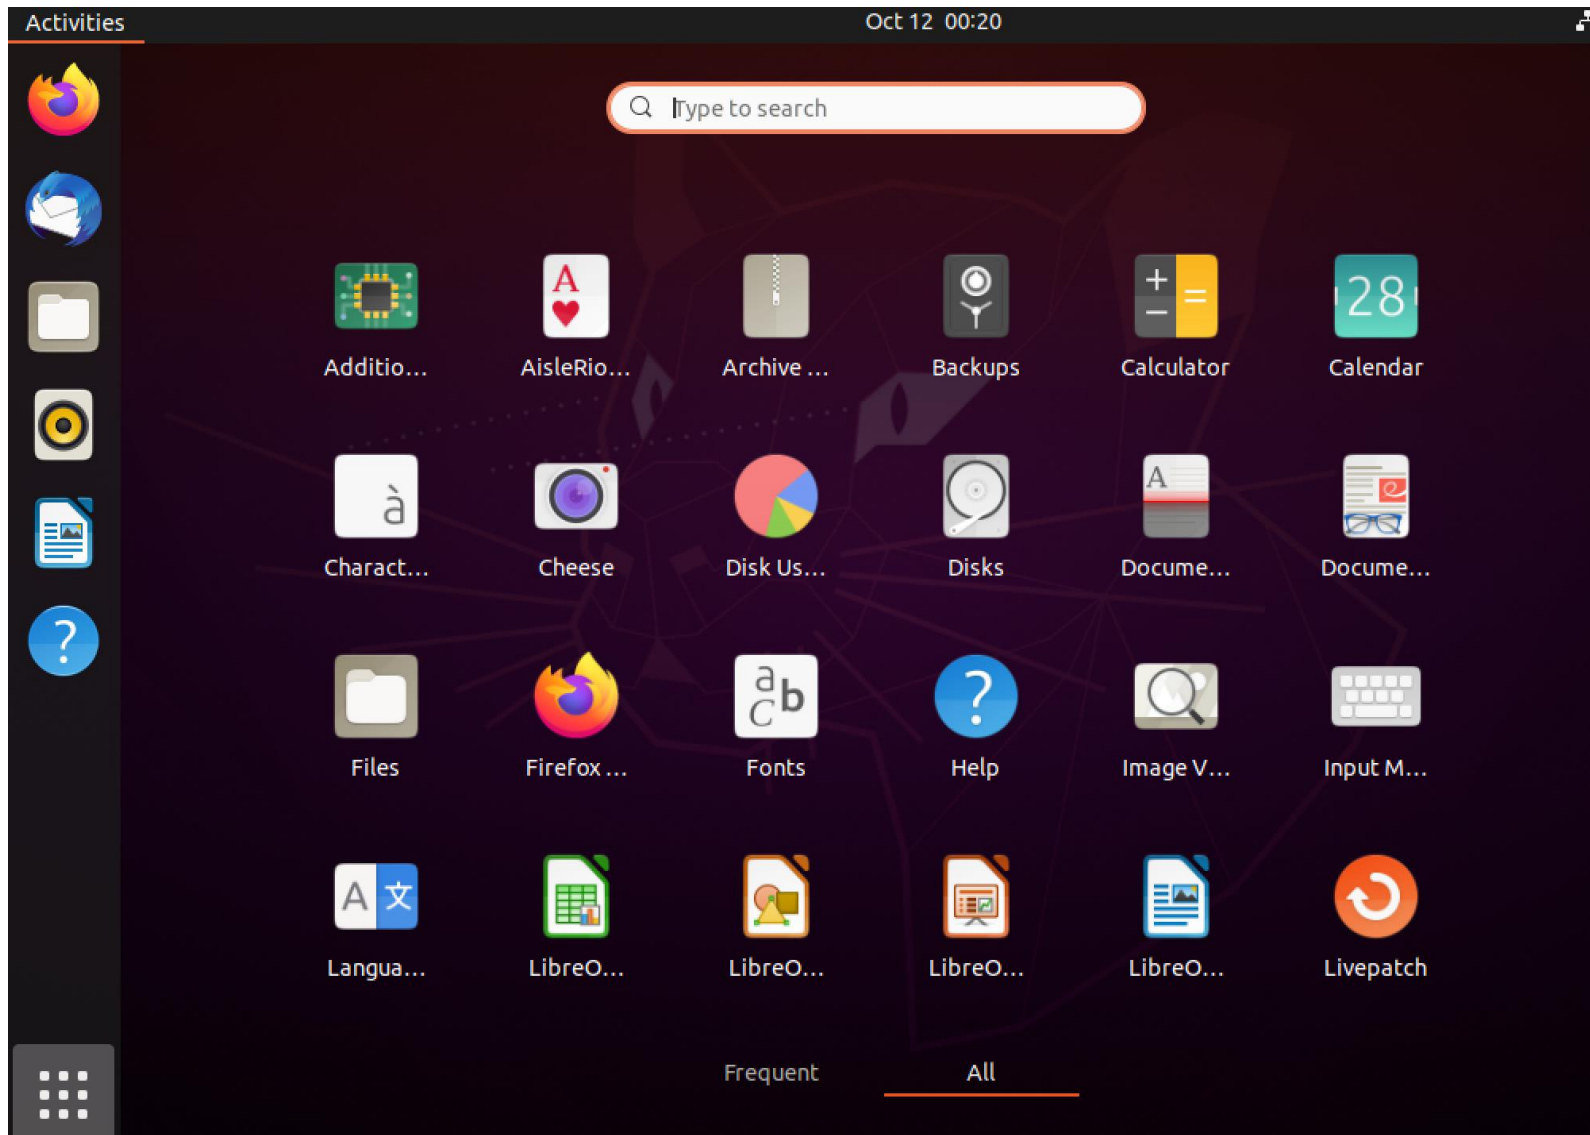 Activities
Oct 12 00:20
Type to search
A
28
Additio...
AisleRio...
Archive ...
Backups
Calculator
Calendar
à
A
Charact...
Cheese
Disk Us...
Disks
Docume...
Docume...
a
b
C
?
?
Files
Firefox ...
Fonts
Help
Image V...
Input M...
A 文
Langua...
LibreO...
LibreO...
LibreO...
LibreO...
Livepatch
Frequent
All